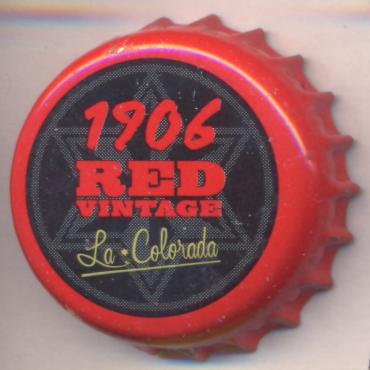 1906
RED
VINTAGE
La Colorada